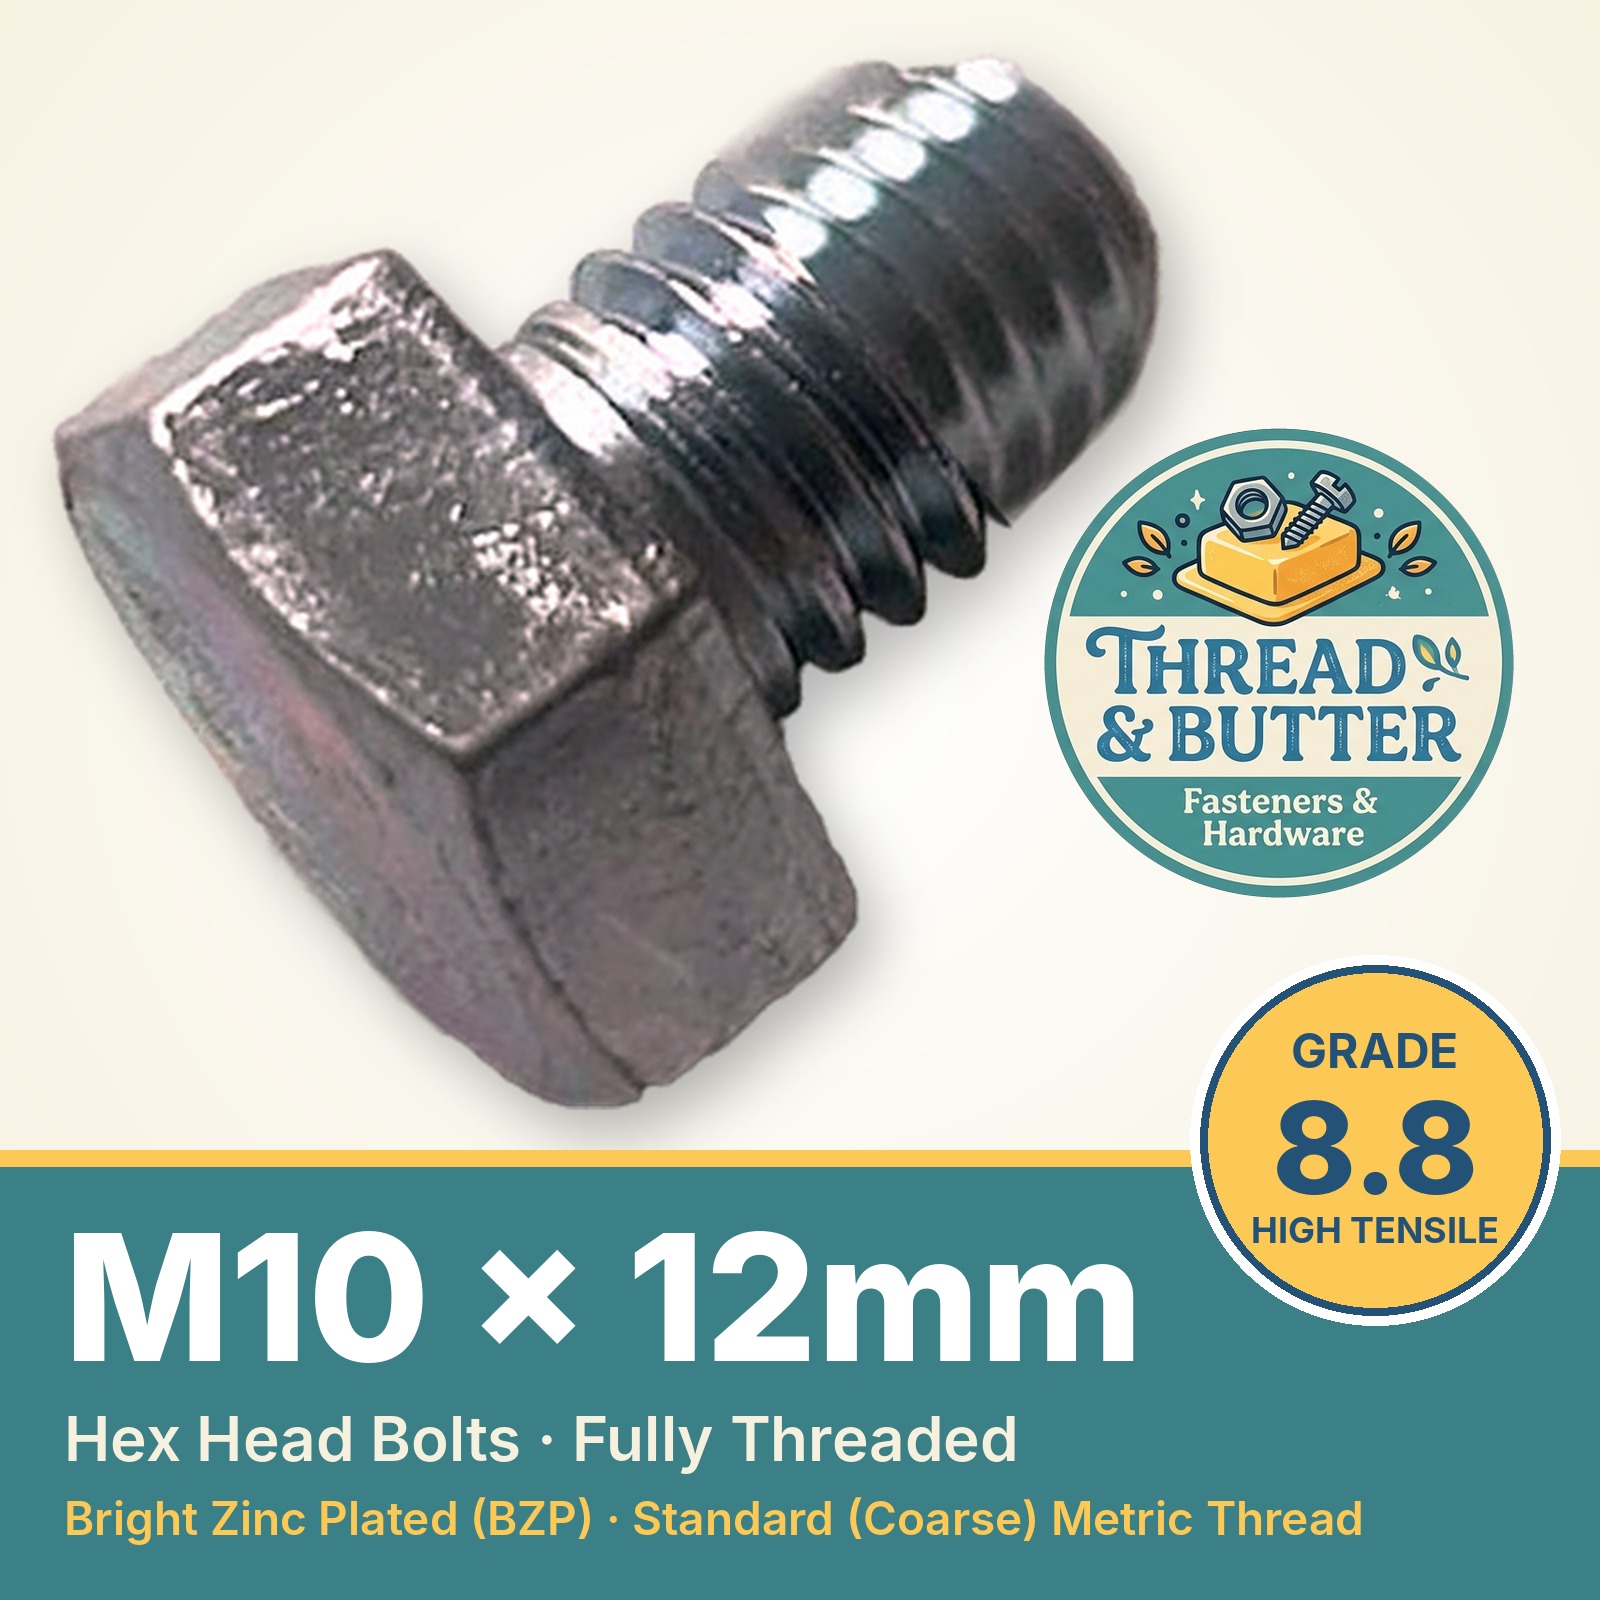 THREAD
& BUTTER
Fasteners &
Hardware
GRADE
8.8
HIGH TENSILE
M10 × 12mm
Hex Head Bolts · Fully Threaded
Bright Zinc Plated (BZP) · Standard (Coarse) Metric Thread